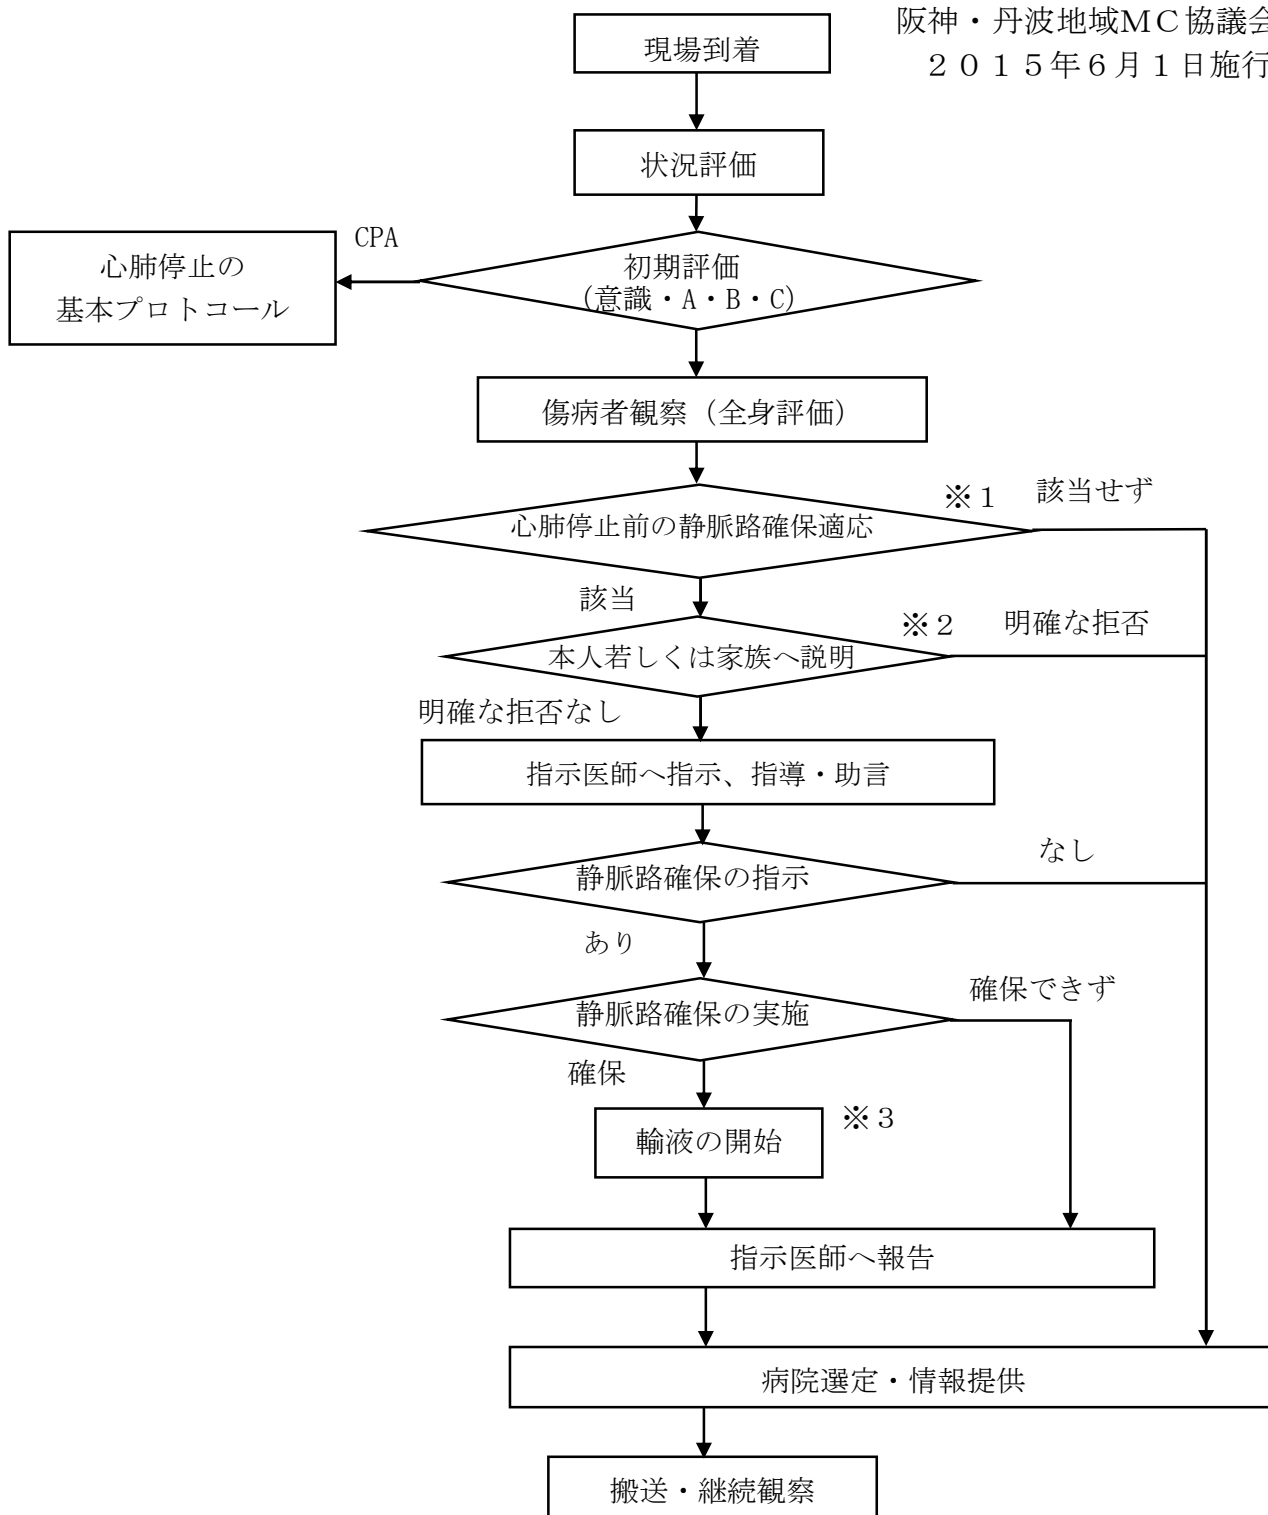 阪神・丹波地域MC協議会
２０１５年６月１日施行
現場到着
状況評価
CPA
心肺停止の
基本プロトコール
初期評価
(意識・A・B・C)
傷病者観察（全身評価）
※１
該当せず
心肺停止前の静脈路確保適応
該当
※２
明確な拒否
本人若しくは家族へ説明
明確な拒否なし
指示医師へ指示、指導・助言
なし
静脈路確保の指示
あり
確保できず
静脈路確保の実施
確保
※３
輸液の開始
指示医師へ報告
病院選定・情報提供
搬送・継続観察